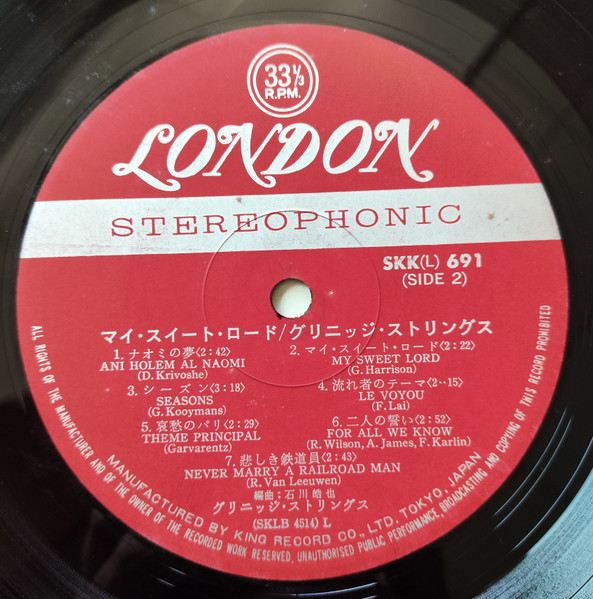 33 1/3
R.P.M.
LONDON
STEREOPHONIC
SKK(L) 691
(SIDE 2)
マイ・スイート・ロード/グリニッジ・ストリングス
1. ナオミの夢〈2:42〉
ANI HOLEM AL NAOMI
(D. Krivoshe)
2. マイ・スイート・ロード〈2:22〉
MY SWEET LORD
(G. Harrison)
3. シーズン〈3:18〉
SEASONS
(G. Kooymans)
4. 流れ者のテーマ〈2··15〉
LE VOYOU
(F. Lai)
5. 哀愁のパリ〈2:29〉
THEME PRINCIPAL
(Garvarentz)
6. 二人の誓い〈2:52〉
FOR ALL WE KNOW
(R. Wilson, A. James, F. Karlin)
7. 悲しき鉄道員〈2:43〉
NEVER MARRY A RAILROAD MAN
(R. Van Leeuwen)
編曲:石川皓也
グリニッジ・ストリングス
(SKLB 4514) L
MANUFACTURED BY KING RECORD CO., LTD. TOKYO, JAPAN
ALL RIGHTS OF THE MANUFACTURER AND OF THE OWNER OF THE RECORDED WORK RESERVED, UNAUTHORISED PUBLIC PERFORMANCE, BROADCASTING AND COPYING OF THIS RECORD PROHIBITED